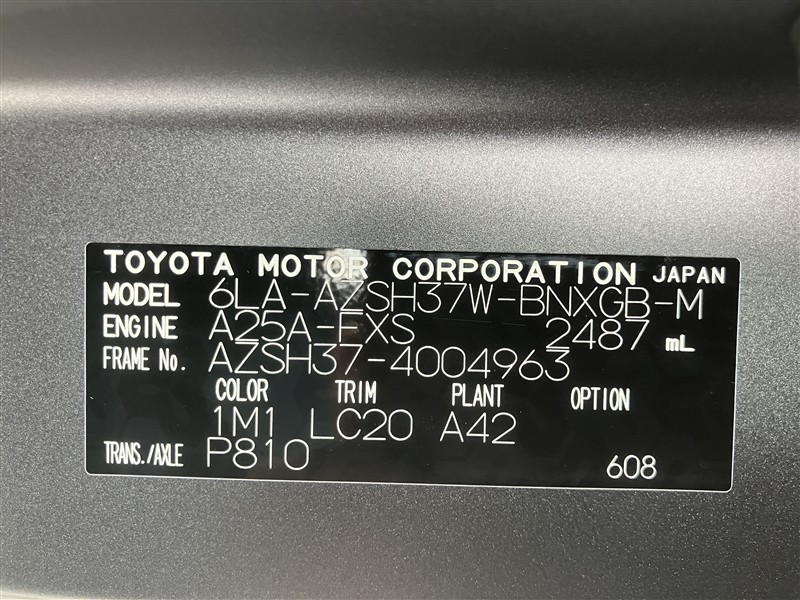 TOYOTA MOTOR CORPORATION JAPAN
MODEL 6LA-AZSH37W-BNXGB-M
ENGINE A25A-FXS 2487 mL
FRAME No. AZSH37-4004963
COLOR TRIM PLANT OPTION
1M1 LC20 A42
TRANS./AXLE P810 608